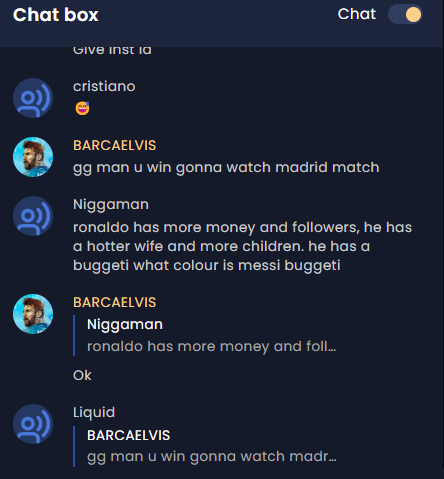 Chat box
Chat
Give inst id
cristiano
😅
BARCAELVIS
gg man u win gonna watch madrid match
Niggaman
ronaldo has more money and followers, he has
a hotter wife and more children. he has a
buggeti what colour is messi buggeti
BARCAELVIS
Niggaman
ronaldo has more money and foll...
Ok
Liquid
BARCAELVIS
gg man u win gonna watch madr...